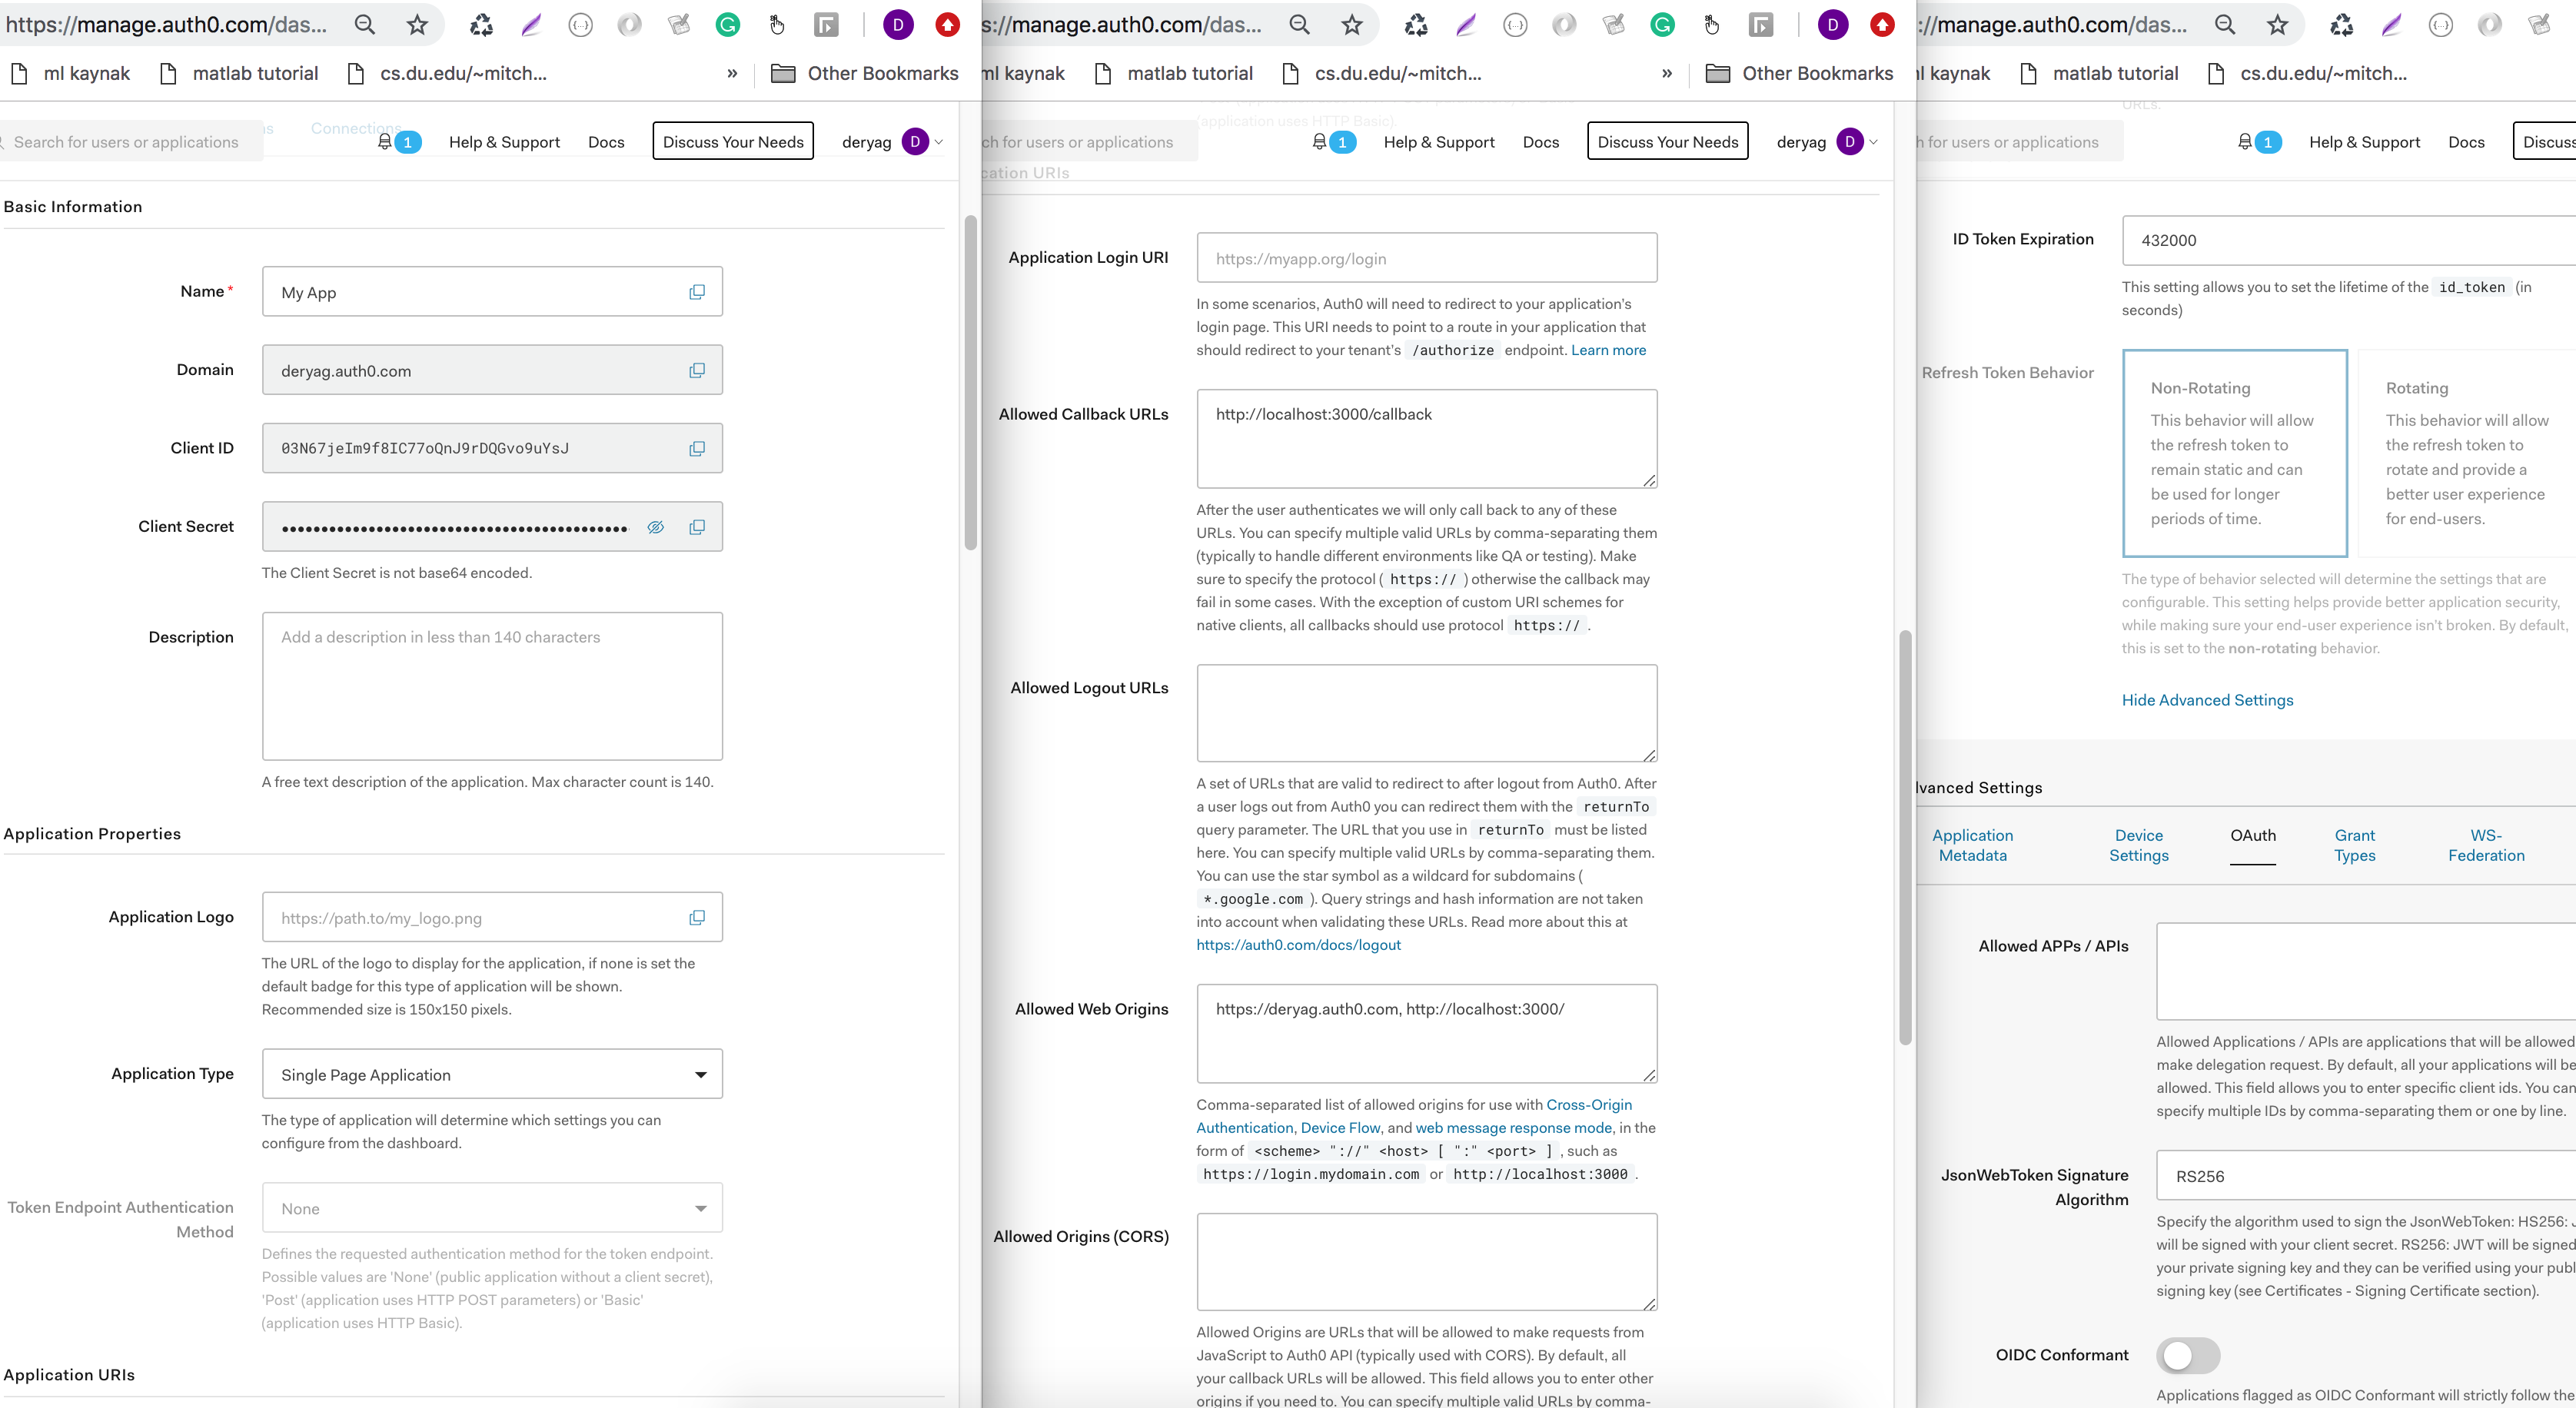 https://manage.auth0.com/das...
ml kaynak
matlab tutorial
cs.du.edu/~mitch...
»
Other Bookmarks
Connections
Search for users or applications
1
Help & Support
Docs
Discuss Your Needs
deryag
D
Basic Information
Name *
My App
Domain
deryag.auth0.com
Client ID
03N67jeIm9f8IC77oQnJ9rDQGvo9uYsJ
Client Secret
The Client Secret is not base64 encoded.
Description
Add a description in less than 140 characters
A free text description of the application. Max character count is 140.
Application Properties
Application Logo
https://path.to/my_logo.png
The URL of the logo to display for the application, if none is set the
default badge for this type of application will be shown.
Recommended size is 150x150 pixels.
Application Type
Single Page Application
The type of application will determine which settings you can
configure from the dashboard.
Token Endpoint Authentication
Method
None
Defines the requested authentication method for the token endpoint.
Possible values are 'None' (public application without a client secret),
'Post' (application uses HTTP POST parameters) or 'Basic'
(application uses HTTP Basic).
Application URIs
s://manage.auth0.com/das...
D
ml kaynak
matlab tutorial
cs.du.edu/~mitch...
»
Other Bookmarks
(application uses HTTP Basic).
ch for users or applications
1
Help & Support
Docs
Discuss Your Needs
deryag
D
cation URIs
Application Login URI
https://myapp.org/login
In some scenarios, Auth0 will need to redirect to your application's
login page. This URI needs to point to a route in your application that
should redirect to your tenant's /authorize endpoint. Learn more
Allowed Callback URLs
http://localhost:3000/callback
After the user authenticates we will only call back to any of these
URLs. You can specify multiple valid URLs by comma-separating them
(typically to handle different environments like QA or testing). Make
sure to specify the protocol ( https:// ) otherwise the callback may
fail in some cases. With the exception of custom URI schemes for
native clients, all callbacks should use protocol https:// .
Allowed Logout URLs
A set of URLs that are valid to redirect to after logout from Auth0. After
a user logs out from Auth0 you can redirect them with the returnTo
query parameter. The URL that you use in returnTo must be listed
here. You can specify multiple valid URLs by comma-separating them.
You can use the star symbol as a wildcard for subdomains (
*.google.com ). Query strings and hash information are not taken
into account when validating these URLs. Read more about this at
https://auth0.com/docs/logout
Allowed Web Origins
https://deryag.auth0.com, http://localhost:3000/
Comma-separated list of allowed origins for use with Cross-Origin
Authentication, Device Flow, and web message response mode, in the
form of <scheme> "://" <host> [ ":" <port> ] , such as
https://login.mydomain.com or http://localhost:3000 .
Allowed Origins (CORS)
Allowed Origins are URLs that will be allowed to make requests from
JavaScript to Auth0 API (typically used with CORS). By default, all
your callback URLs will be allowed. This field allows you to enter other
origins if you need to. You can specify multiple valid URLs by comma-
://manage.auth0.com/das...
l kaynak
matlab tutorial
cs.du.edu/~mitch...
URLs.
h for users or applications
1
Help & Support
Docs
Discuss
ID Token Expiration
432000
This setting allows you to set the lifetime of the id_token (in
seconds)
Refresh Token Behavior
Non-Rotating
This behavior will allow
the refresh token to
remain static and can
be used for longer
periods of time.
Rotating
This behavior will allow
the refresh token to
rotate and provide a
better user experience
for end-users.
The type of behavior selected will determine the settings that are
configurable. This setting helps provide better application security,
while making sure your end-user experience isn't broken. By default,
this is set to the non-rotating behavior.
Hide Advanced Settings
lvanced Settings
Application
Metadata
Device
Settings
OAuth
Grant
Types
WS-
Federation
Allowed APPs / APIs
Allowed Applications / APIs are applications that will be allowed
make delegation request. By default, all your applications will be
allowed. This field allows you to enter specific client ids. You can
specify multiple IDs by comma-separating them or one by line.
JsonWebToken Signature
Algorithm
RS256
Specify the algorithm used to sign the JsonWebToken: HS256: J
will be signed with your client secret. RS256: JWT will be signed
your private signing key and they can be verified using your publ
signing key (see Certificates - Signing Certificate section).
OIDC Conformant
Applications flagged as OIDC Conformant will strictly follow the